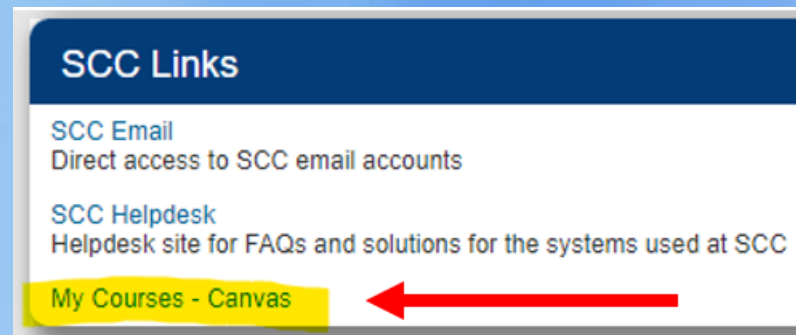 SCC Links
SCC Email
Direct access to SCC email accounts
SCC Helpdesk
Helpdesk site for FAQs and solutions for the systems used at SCC
My Courses - Canvas